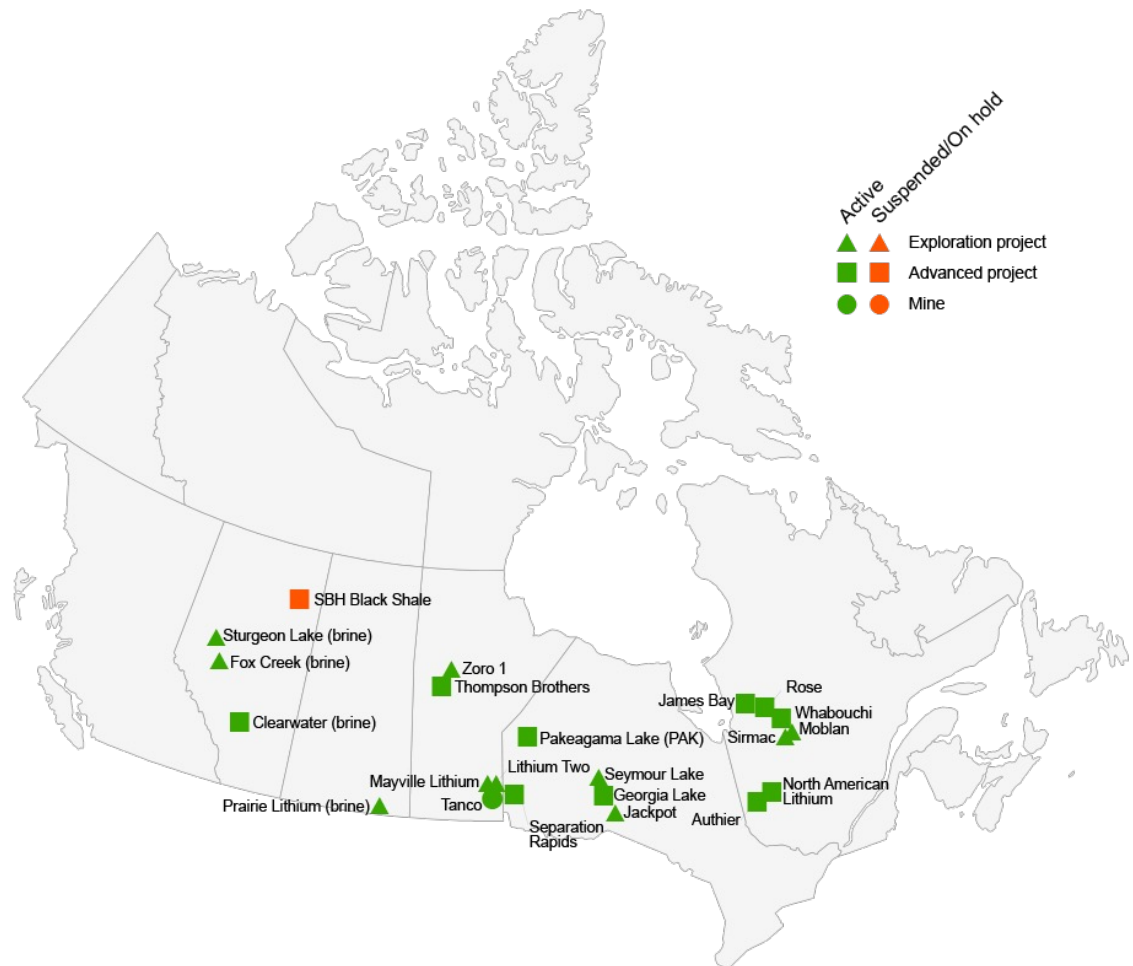 Active
Suspended/On hold
Exploration project
Advanced project
Mine
SBH Black Shale
Sturgeon Lake (brine)
Fox Creek (brine)
Zoro 1
Thompson Brothers
Clearwater (brine)
Pakeagama Lake (PAK)
James Bay
Rose
Whabouchi
Moblan
Sirmac
Mayville Lithium
Lithium Two
Seymour Lake
Georgia Lake
Jackpot
Prairie Lithium (brine)
Tanco
Separation
Rapids
North American
Lithium
Authier